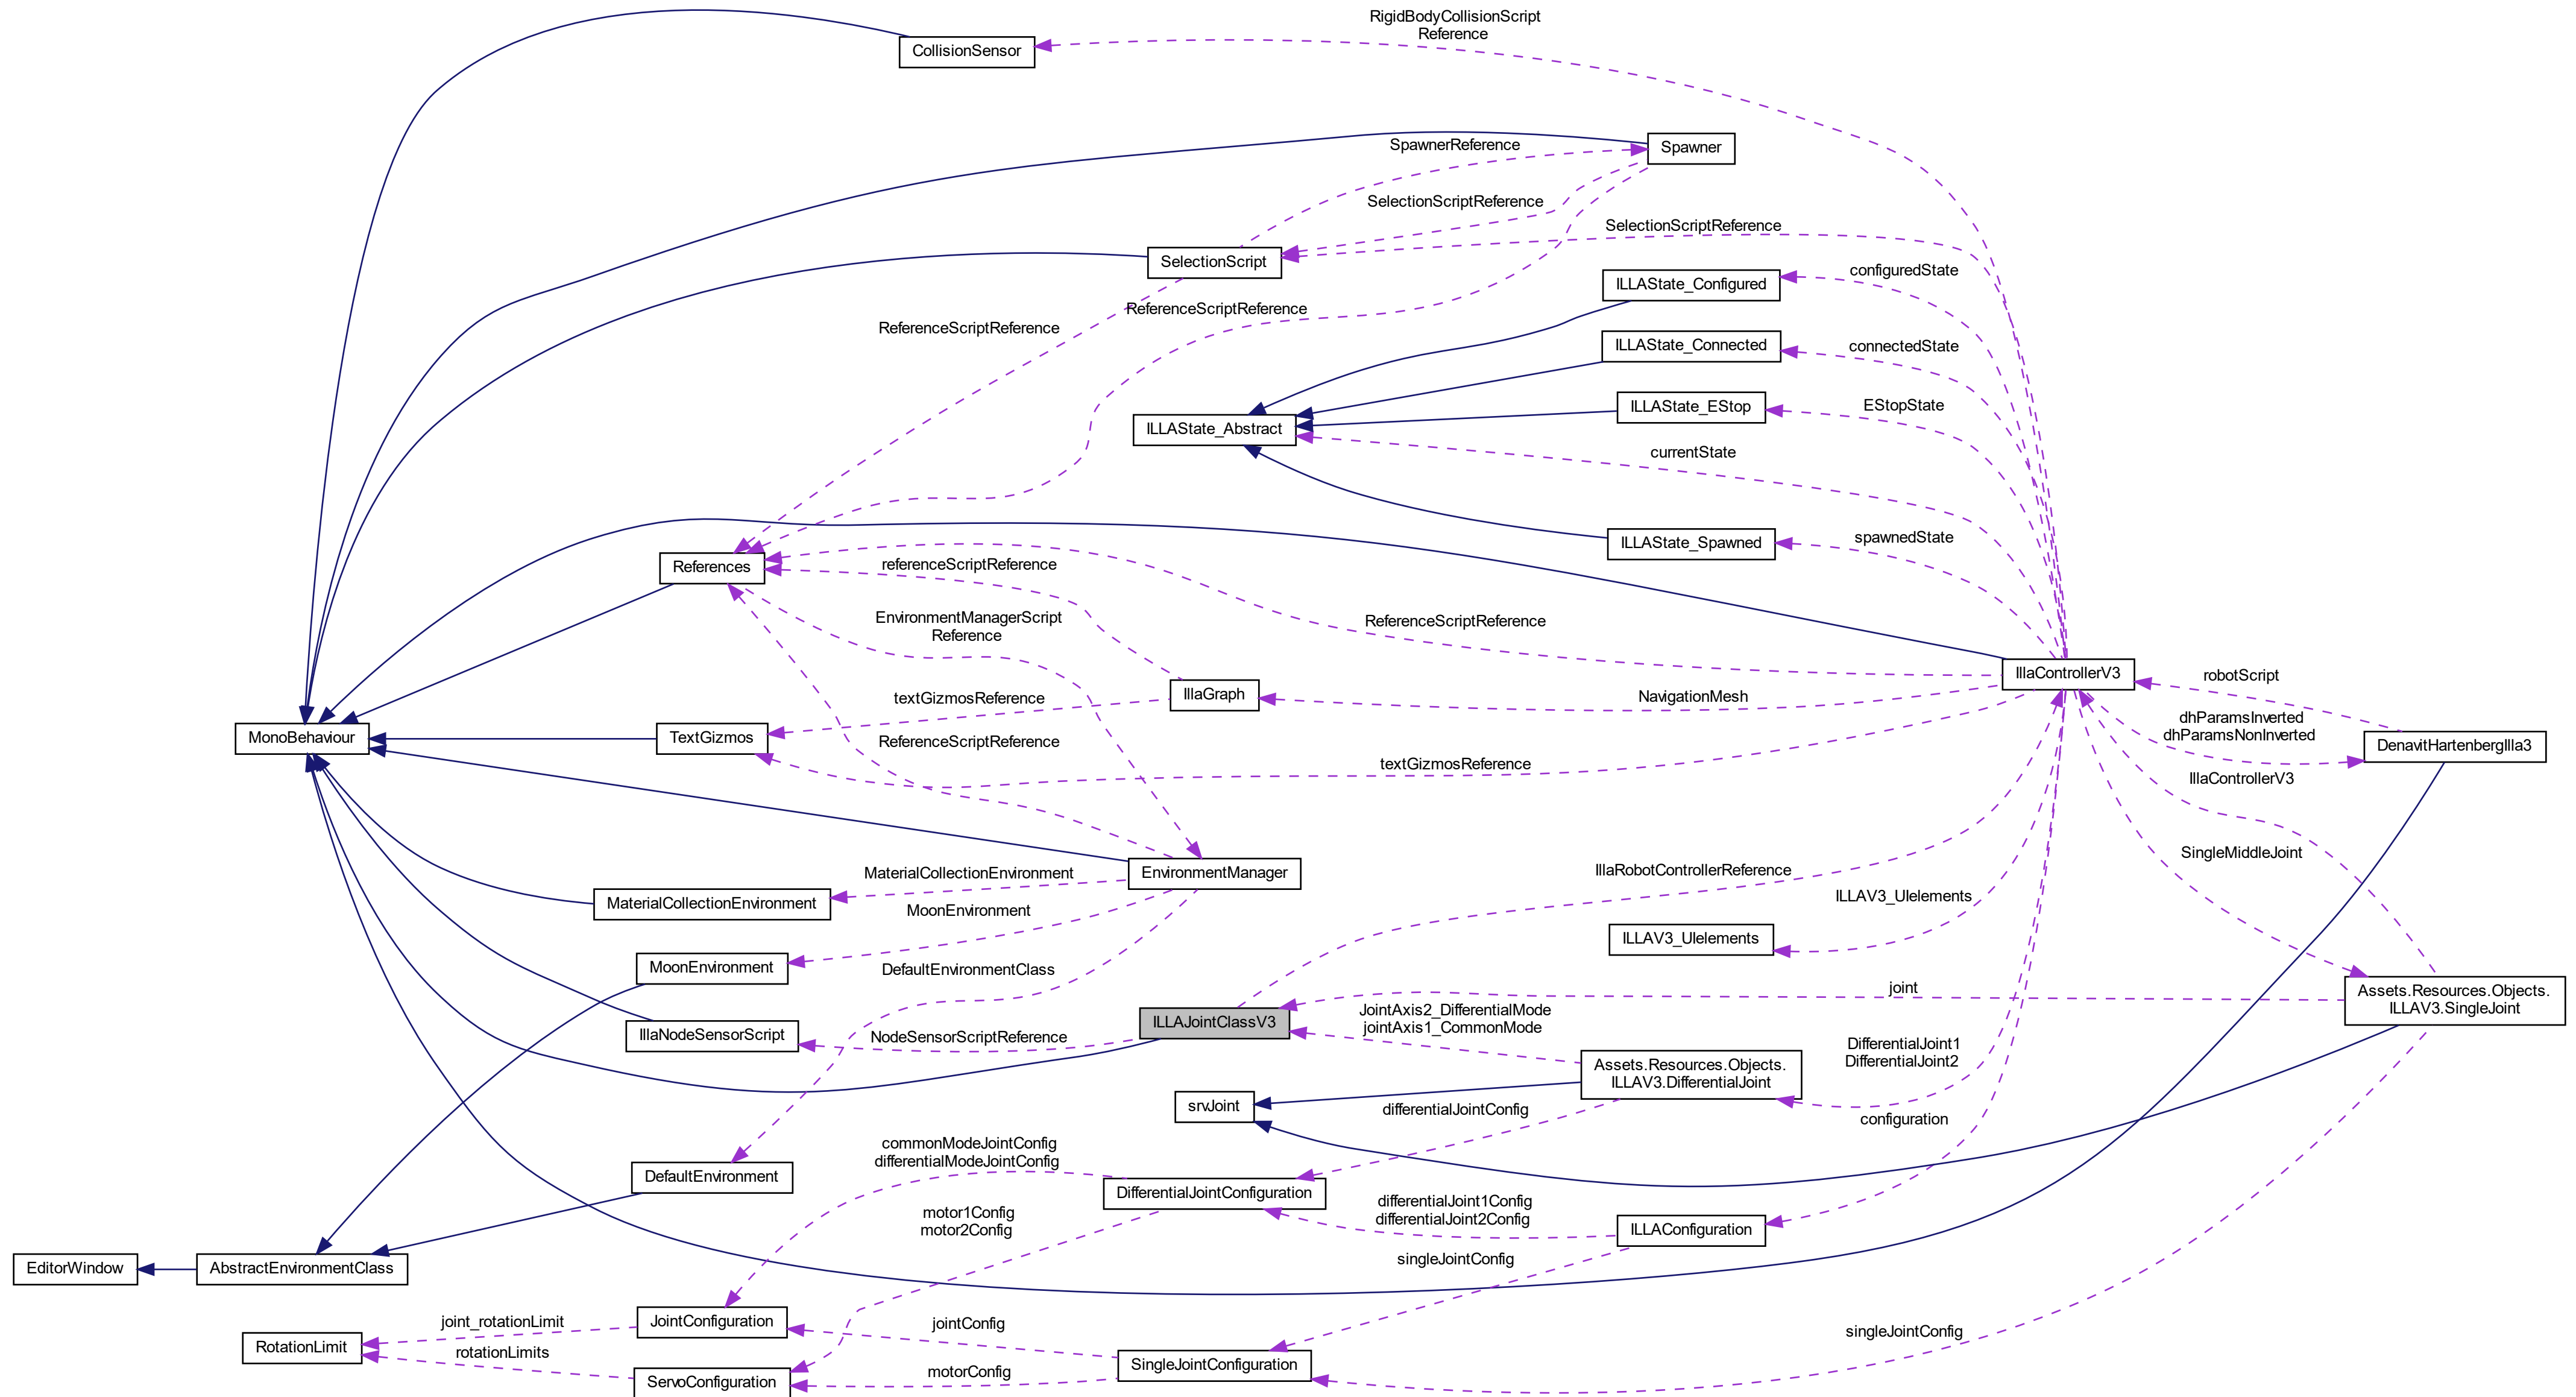 RigidBodyCollisionScript
Reference
CollisionSensor
SpawnerReference
Spawner
SelectionScriptReference
SelectionScriptReference
SelectionScript
configuredState
ILLAState_Configured
ReferenceScriptReference
ReferenceScriptReference
connectedState
ILLAState_Connected
EStopState
ILLAState_EStop
ILLAState_Abstract
currentState
spawnedState
ILLAState_Spawned
References
referenceScriptReference
EnvironmentManagerScript
Reference
ReferenceScriptReference
IllaControllerV3
robotScript
textGizmosReference
IllaGraph
NavigationMesh
dhParamsInverted
dhParamsNonInverted
MonoBehaviour
TextGizmos
ReferenceScriptReference
DenavitHartenbergIlla3
textGizmosReference
IllaControllerV3
SingleMiddleJoint
MaterialCollectionEnvironment
EnvironmentManager
IllaRobotControllerReference
MaterialCollectionEnvironment
ILLAV3_UIelements
MoonEnvironment
ILLAV3_UIelements
MoonEnvironment
DefaultEnvironmentClass
joint
Assets.Resources.Objects.
ILLAV3.SingleJoint
JointAxis2_DifferentialMode
jointAxis1_CommonMode
ILLAJointClassV3
IllaNodeSensorScript
NodeSensorScriptReference
DifferentialJoint1
DifferentialJoint2
Assets.Resources.Objects.
ILLAV3.DifferentialJoint
srvJoint
differentialJointConfig
configuration
commonModeJointConfig
differentialModeJointConfig
DefaultEnvironment
DifferentialJointConfiguration
differentialJoint1Config
differentialJoint2Config
motor1Config
motor2Config
ILLAConfiguration
EditorWindow
AbstractEnvironmentClass
singleJointConfig
joint_rotationLimit
JointConfiguration
jointConfig
singleJointConfig
RotationLimit
rotationLimits
SingleJointConfiguration
motorConfig
ServoConfiguration